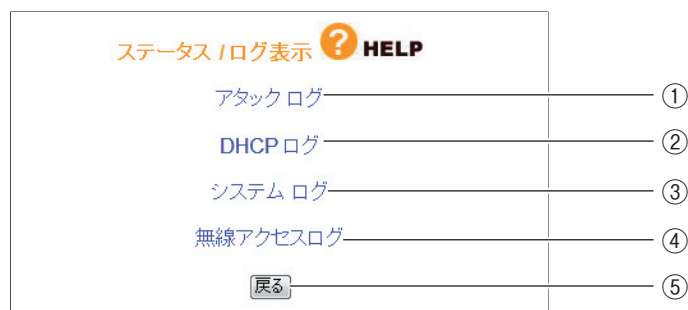 ステータス / ログ表示 ? HELP
アタック ログ ①
DHCP ログ ②
システム ログ ③
無線アクセスログ ④
戻る ⑤